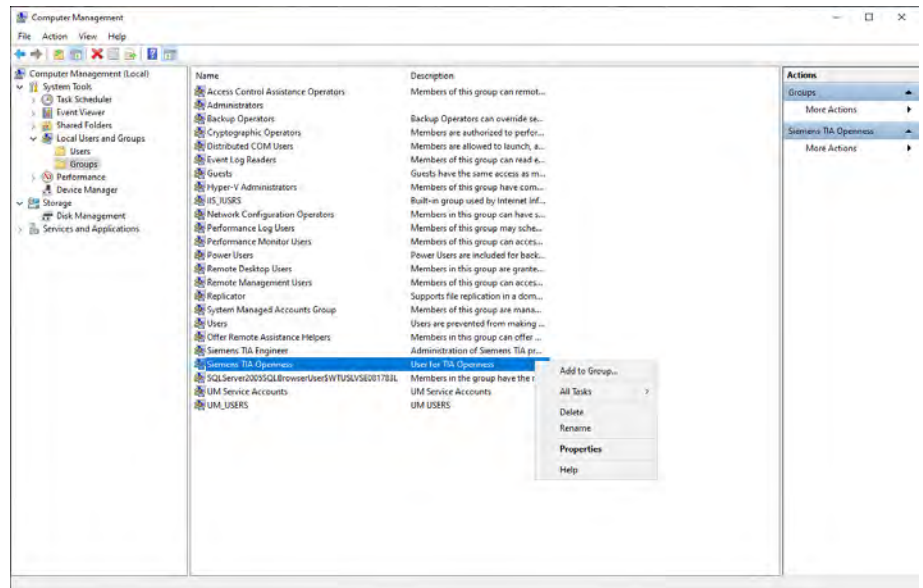 Computer Management
File Action View Help
Computer Management (Local)
System Tools
Task Scheduler
Event Viewer
Shared Folders
Local Users and Groups
Users
Groups
Performance
Device Manager
Storage
Disk Management
Services and Applications
Name Description
Access Control Assistance Operators Members of this group can remot...
Administrators
Backup Operators Backup Operators can override se...
Cryptographic Operators Members are authorized to perfor...
Distributed COM Users Members are allowed to launch, a...
Event Log Readers Members of this group can read e...
Guests Guests have the same access as m...
Hyper-V Administrators Members of this group have com...
IIS_IUSRS Built-in group used by Internet Inf...
Network Configuration Operators Members in this group can have s...
Performance Log Users Members of this group may sche...
Performance Monitor Users Members of this group can acces...
Power Users Power Users are included for back...
Remote Desktop Users Members in this group are grante...
Remote Management Users Members of this group can acces...
Replicator Supports file replication in a dom...
System Managed Accounts Group Members of this group are mana...
Users Users are prevented from making ...
Offer Remote Assistance Helpers Members in this group can offer ...
Siemens TIA Engineer Administration of Siemens TIA pr...
Siemens TIA Openness User for TIA Openness
Members in the group have the
UM Service Accounts UM Service Accounts
UM_USERS UM USERS
Add to Group...
All Tasks
Delete
Rename
Properties
Help
Actions
Groups
More Actions
Siemens TIA Openness
More Actions